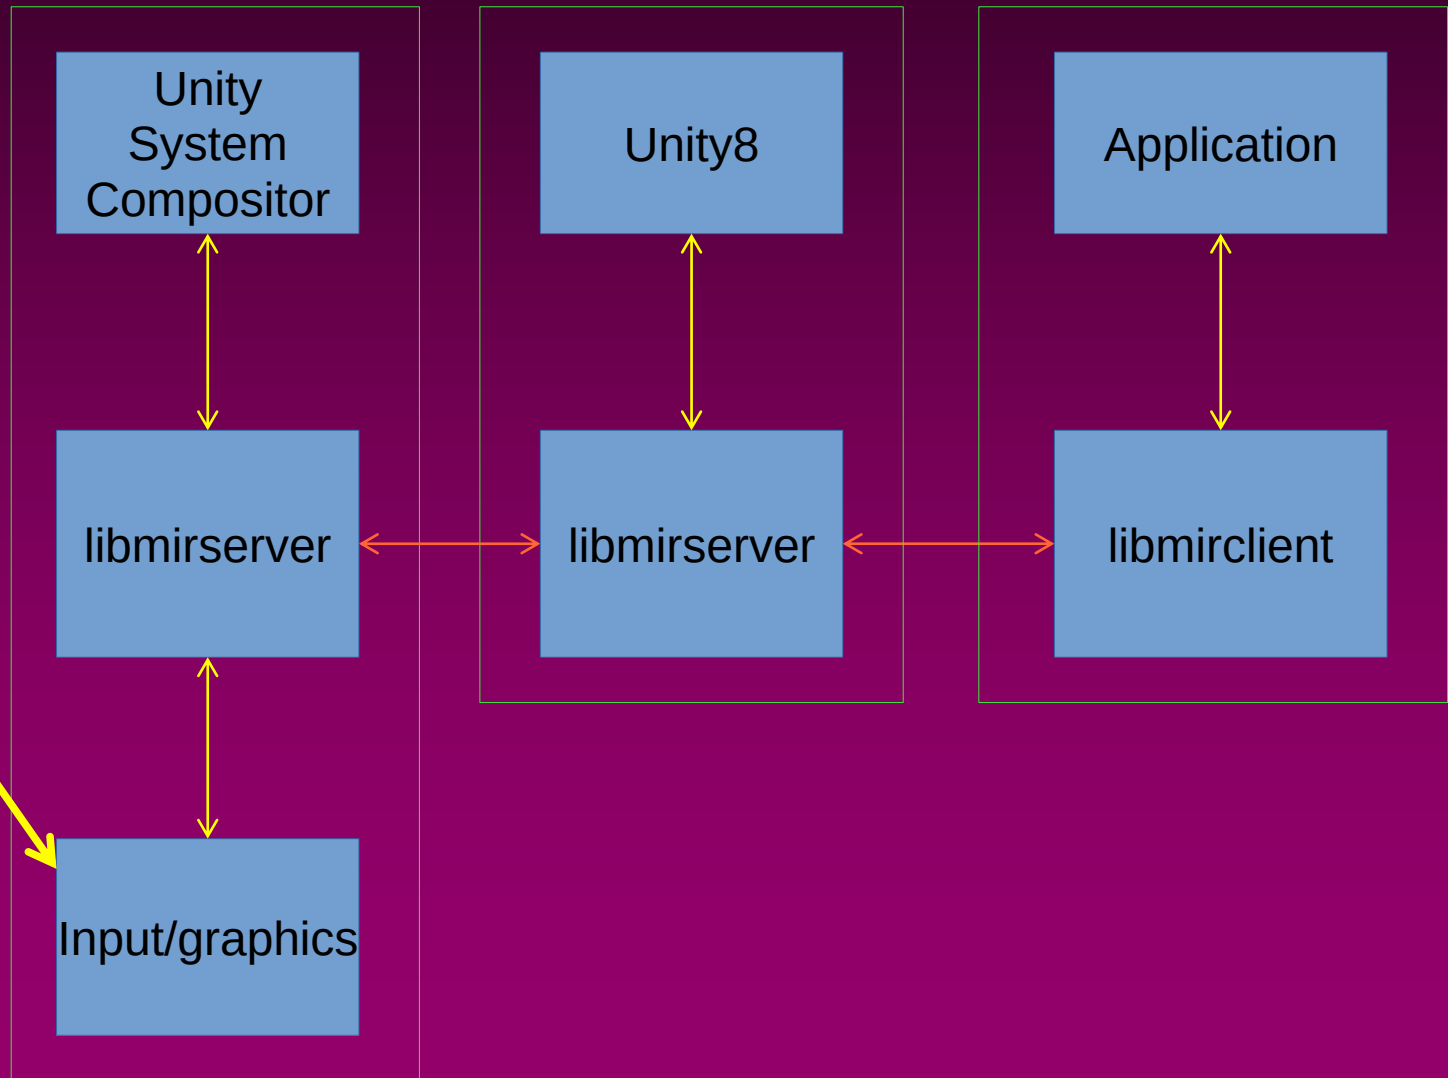 Unity
System
Compositor
Unity8
Application
libmirserver
libmirserver
libmirclient
Input/graphics